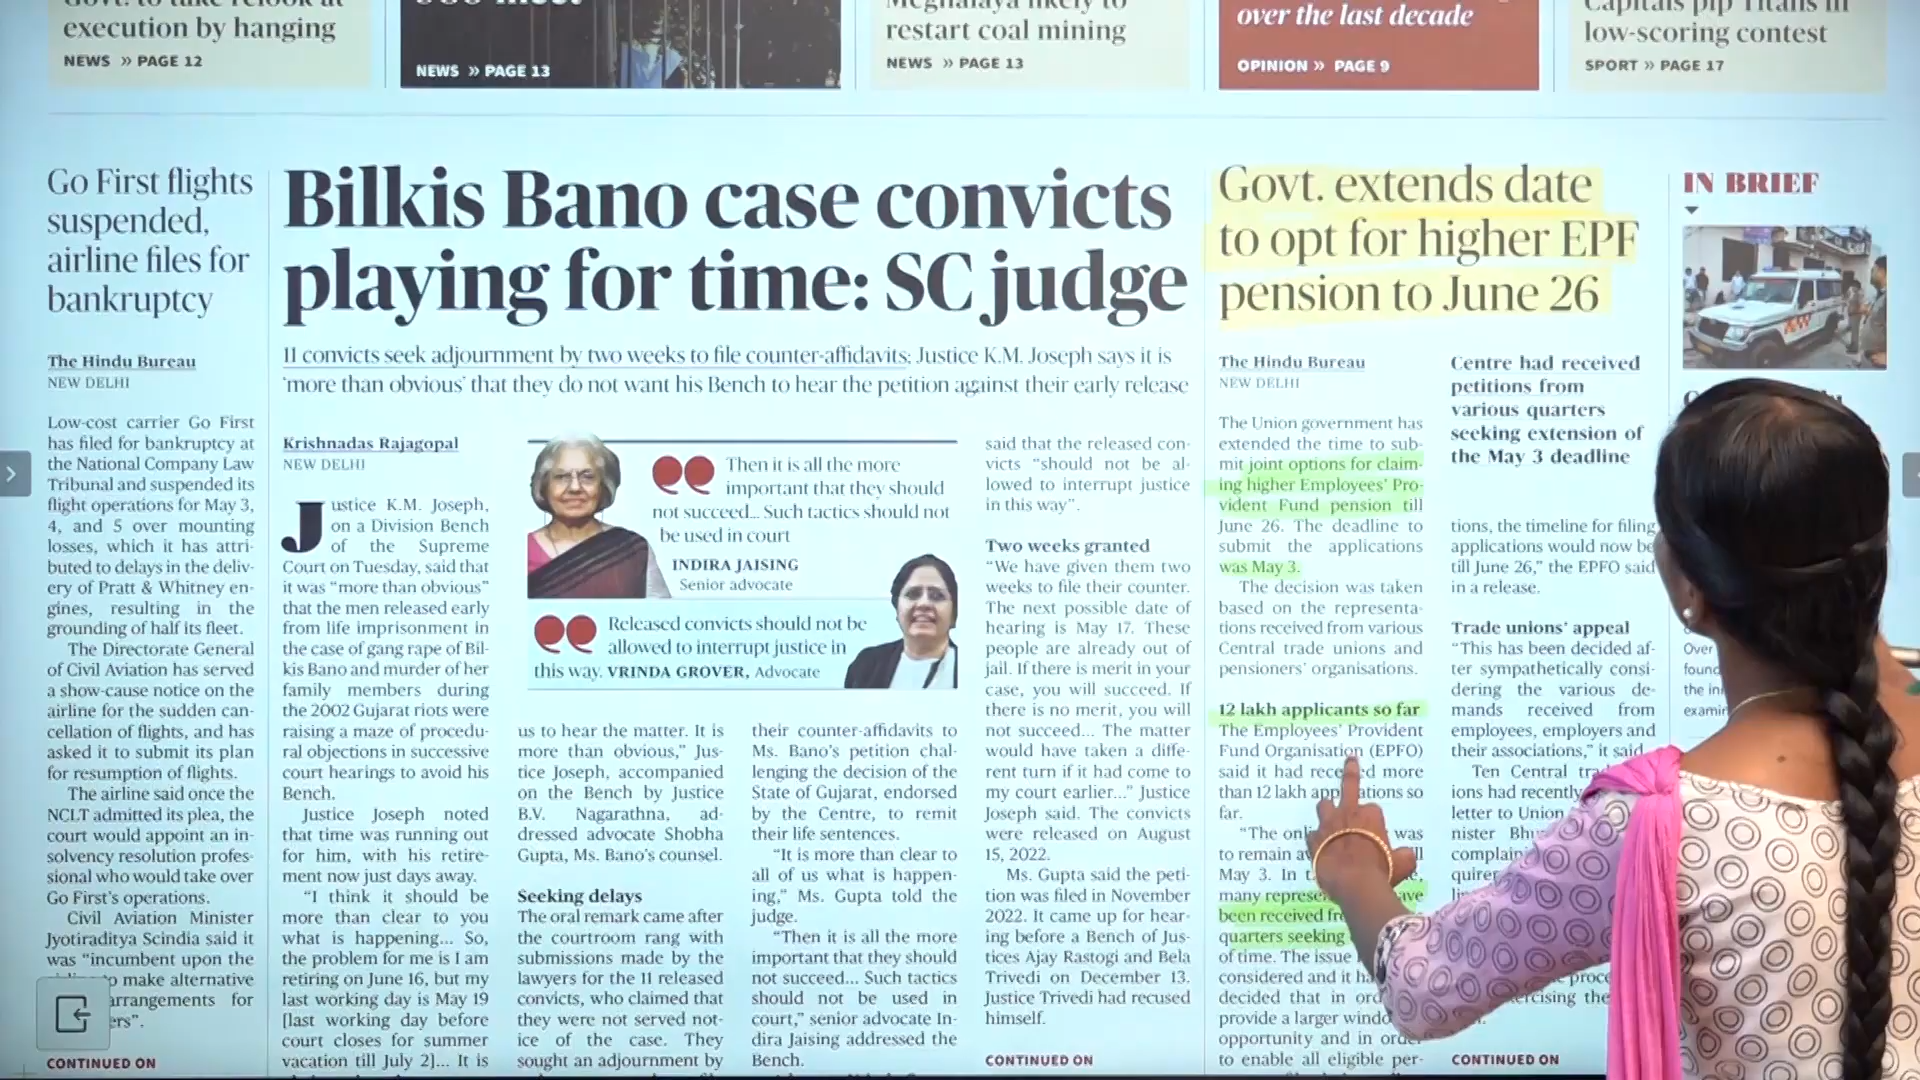 Govt. to take relook at
execution by hanging
NEWS » PAGE 12
NEWS » PAGE 13
Meghalaya likely to
restart coal mining
NEWS » PAGE 13
over the last decade
OPINION » PAGE 9
Capitals pip Titans in
low-scoring contest
SPORT » PAGE 17
Go First flights
suspended,
airline files for
bankruptcy
The Hindu Bureau
NEW DELHI
Low-cost carrier Go First
has filed for bankruptcy at
the National Company Law
Tribunal and suspended its
flight operations for May 3,
4, and 5 over mounting
losses, which it has attri-
buted to delays in the deliv-
ery of Pratt & Whitney en-
gines, resulting in the
grounding of half its fleet.
The Directorate General
of Civil Aviation has served
a show-cause notice on the
airline for the sudden can-
cellation of flights, and has
asked it to submit its plan
for resumption of flights.
The airline said once the
NCLT admitted its plea, the
court would appoint an in-
solvency resolution profes-
sional who would take over
Go First's operations.
Civil Aviation Minister
Jyotiraditya Scindia said it
was "incumbent upon the
to make alternative
arrangements for
ers".
CONTINUED ON
Bilkis Bano case convicts
playing for time: SC judge
11 convicts seek adjournment by two weeks to file counter-affidavits; Justice K.M. Joseph says it is
'more than obvious' that they do not want his Bench to hear the petition against their early release
Krishnadas Rajagopal
NEW DELHI
Justice K.M. Joseph,
on a Division Bench
of the Supreme
Court on Tuesday, said that
it was "more than obvious"
that the men released early
from life imprisonment in
the case of gang rape of Bil-
kis Bano and murder of her
family members during
the 2002 Gujarat riots were
raising a maze of procedu-
ral objections in successive
court hearings to avoid his
Bench.
Justice Joseph noted
that time was running out
for him, with his retire-
ment now just days away.
"I think it should be
more than clear to you
what is happening... So,
the problem for me is I am
retiring on June 16, but my
last working day is May 19
[last working day before
court closes for summer
vacation till July 2]... It is
Then it is all the more
important that they should
not succeed... Such tactics should not
be used in court
INDIRA JAISING
Senior advocate
Released convicts should not be
allowed to interrupt justice in
this way. VRINDA GROVER, Advocate
us to hear the matter. It is
more than obvious," Jus-
tice Joseph, accompanied
on the Bench by Justice
B.V. Nagarathna, ad-
dressed advocate Shobha
Gupta, Ms. Bano's counsel.
Seeking delays
The oral remark came after
the courtroom rang with
submissions made by the
lawyers for the 11 released
convicts, who claimed that
they were not served not-
ice of the case. They
sought an adjournment by
their counter-affidavits to
Ms. Bano's petition chal-
lenging the decision of the
State of Gujarat, endorsed
by the Centre, to remit
their life sentences.
"It is more than clear to
all of us what is happen-
ing," Ms. Gupta told the
judge.
"Then it is all the more
important that they should
not succeed... Such tactics
should not be used in
court," senior advocate In-
dira Jaising addressed the
Bench.
said that the released con-
victs "should not be al-
lowed to interrupt justice
in this way".
Two weeks granted
"We have given them two
weeks to file their counter.
The next possible date of
hearing is May 17. These
people are already out of
jail. If there is merit in your
case, you will succeed. If
there is no merit, you will
not succeed... The matter
would have taken a diffe-
rent turn if it had come to
my court earlier..." Justice
Joseph said. The convicts
were released on August
15, 2022.
Ms. Gupta said the peti-
tion was filed in November
2022. It came up for hear-
ing before a Bench of Jus-
tices Ajay Rastogi and Bela
Trivedi on December 13.
Justice Trivedi had recused
himself.
CONTINUED ON
Govt. extends date
to opt for higher EPF
pension to June 26
The Hindu Bureau
NEW DELHI
The Union government has
extended the time to sub-
mit joint options for claim-
ing higher Employees' Pro-
vident Fund pension till
June 26. The deadline to
submit the applications
was May 3.
The decision was taken
based on the representa-
tions received from various
Central trade unions and
pensioners' organisations.
12 lakh applicants so far
The Employees' Provident
Fund Organisation (EPFO)
said it had received more
than 12 lakh applications so
far.
"The onl was
to remain av ll
May 3. In t
many represe ave
been received fr
quarters seeking
of time. The issue
considered and it ha
decided that in ord
provide a larger windo
opportunity and in order
to enable all eligible per-
Centre had received
petitions from
various quarters
seeking extension of
the May 3 deadline
tions, the timeline for filing
applications would now be
till June 26," the EPFO said
in a release.
Trade unions' appeal
"This has been decided af-
ter sympathetically consi-
dering the various de-
mands received from
employees, employers and
their associations," it said.
Ten Central tra
ions had recently
letter to Union
nister Bhu
complain
quire
proce
ercising the
CONTINUED ON
IN BRIEF
Over
found
the in
examin